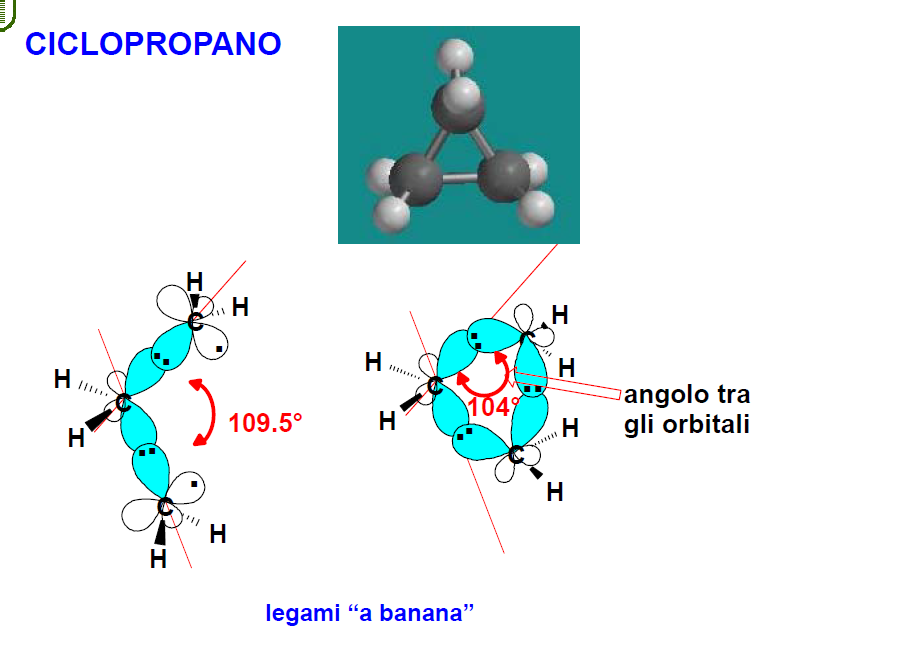 CICLOPROPANO
H
H
C
H
C
H
109.5°
C
H
H
H
C
H
H
C
H
104°
angolo tra
gli orbitali
H
C
H
legami “a banana”